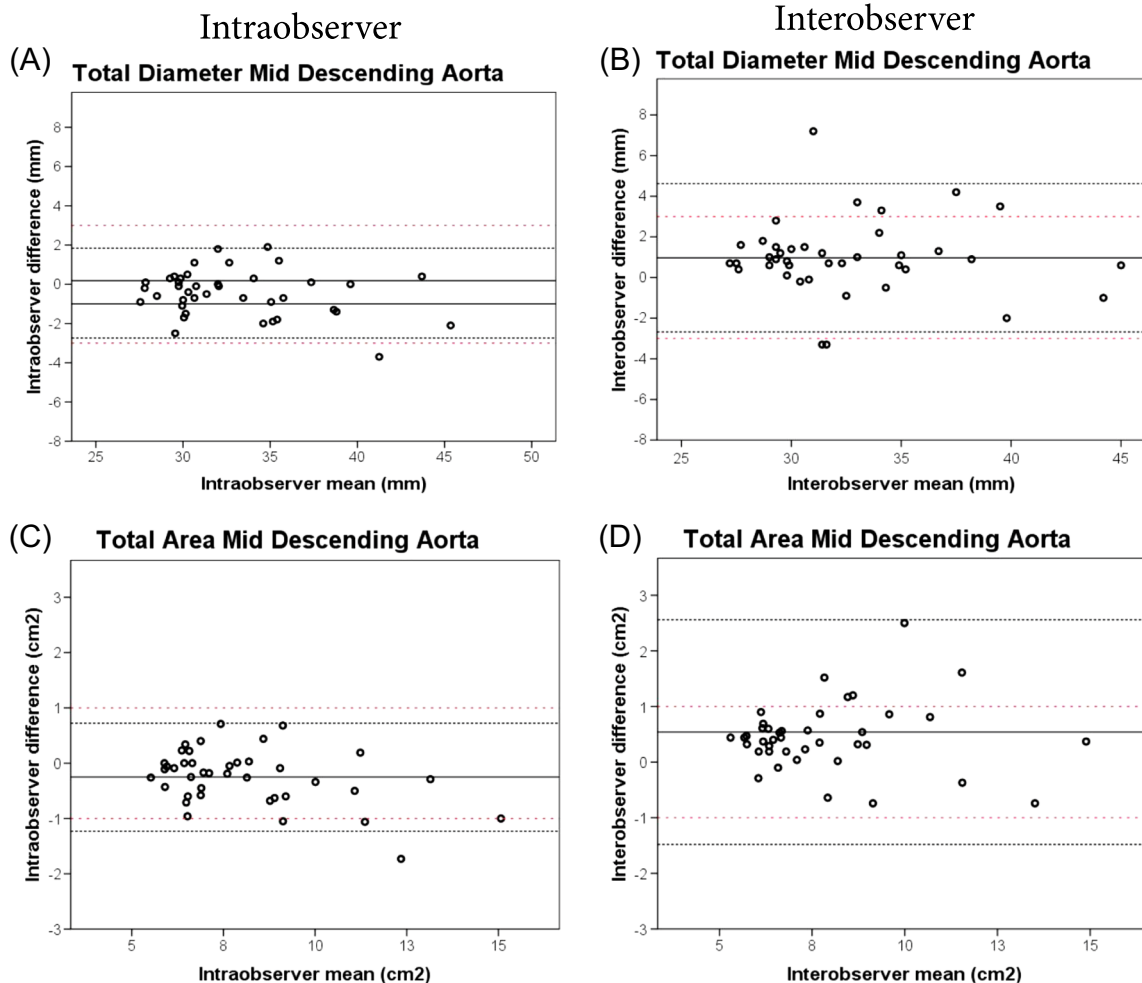 Intraobserver
Interobserver
(A)
Total Diameter Mid Descending Aorta
Intraobserver difference (mm)
8
6
4
2
0
-2
-4
-6
-8
25
30
35
40
45
50
Intraobserver mean (mm)
(B)
Total Diameter Mid Descending Aorta
Interobserver difference (mm)
8
6
4
2
0
-2
-4
-6
-8
25
30
35
40
45
Interobserver mean (mm)
(C)
Total Area Mid Descending Aorta
Intraobserver difference (cm2)
3
2
1
0
-1
-2
-3
5
8
10
13
15
Intraobserver mean (cm2)
(D)
Total Area Mid Descending Aorta
Interobserver difference (cm2)
3
2
1
0
-1
-2
-3
5
8
10
13
15
Interobserver mean (cm2)